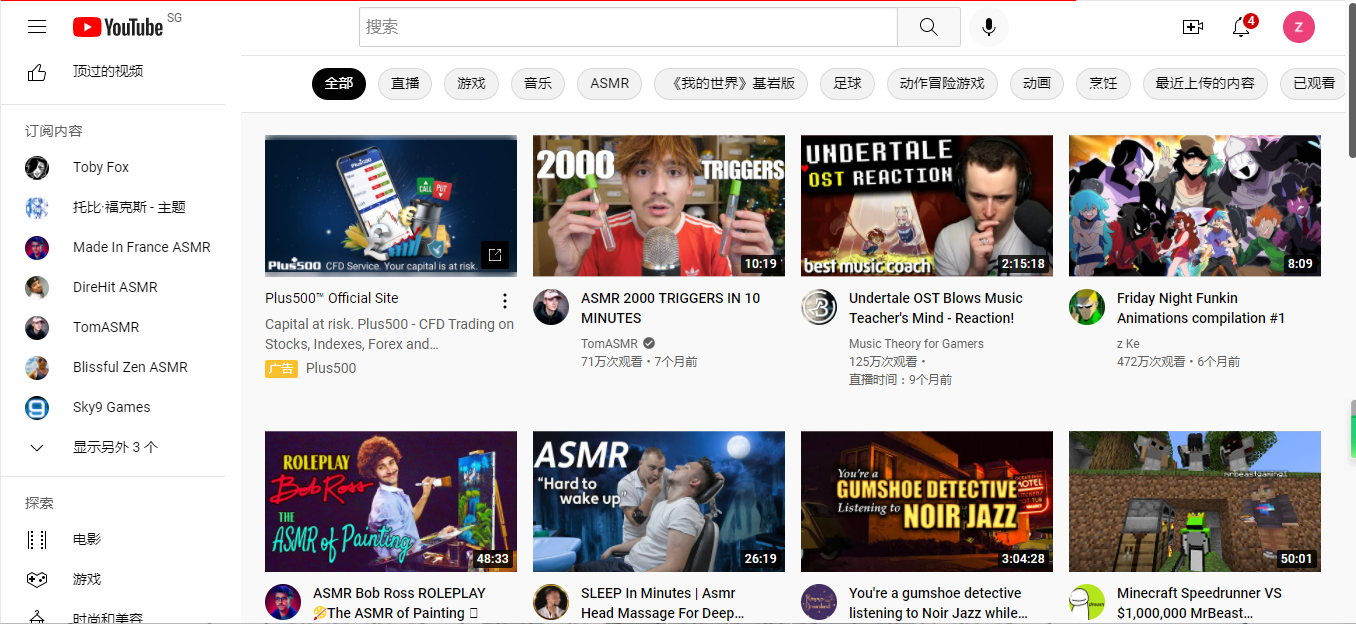 YouTube SG
搜索
4
Z
顶过的视频
订阅内容
Toby Fox
托比·福克斯 - 主题
Made In France ASMR
DireHit ASMR
TomASMR
Blissful Zen ASMR
Sky9 Games
显示另外 3 个
探索
电影
游戏
时尚和美容
全部 直播 游戏 音乐 ASMR 《我的世界》基岩版 足球 动作冒险游戏 动画 烹饪 最近上传的内容 已观看
Plus500
CALL PUT
Plus500 CFD Service. Your capital at risk.
Plus500™ Official Site
Capital at risk. Plus500 - CFD Trading on
Stocks, Indexes, Forex and…
广告 Plus500
2000 TRIGGERS
10:19
ASMR 2000 TRIGGERS IN 10
MINUTES
TomASMR
71万次观看 • 7个月前
UNDERTALE
OST REACTION
best music coach
2:15:18
Undertale OST Blows Music
Teacher's Mind - Reaction!
Music Theory for Gamers
125万次观看 •
直播时间：9个月前
8:09
Friday Night Funkin
Animations compilation #1
z Ke
472万次观看 • 6个月前
ROLEPLAY
Bob Ross
THE
ASMR of Painting
48:33
ASMR Bob Ross ROLEPLAY
🎨The ASMR of Painting
ASMR
"Hard to
wake up"
26:19
SLEEP In Minutes | Asmr
Head Massage For Deep…
You're a
GUMSHOE DETECTIVE
Listening to
NOIR JAZZ
MOTEL
3:04:28
You're a gumshoe detective
listening to Noir Jazz while…
mrbeastgaming1
50:01
dream
Minecraft Speedrunner VS
$1,000,000 MrBeast…